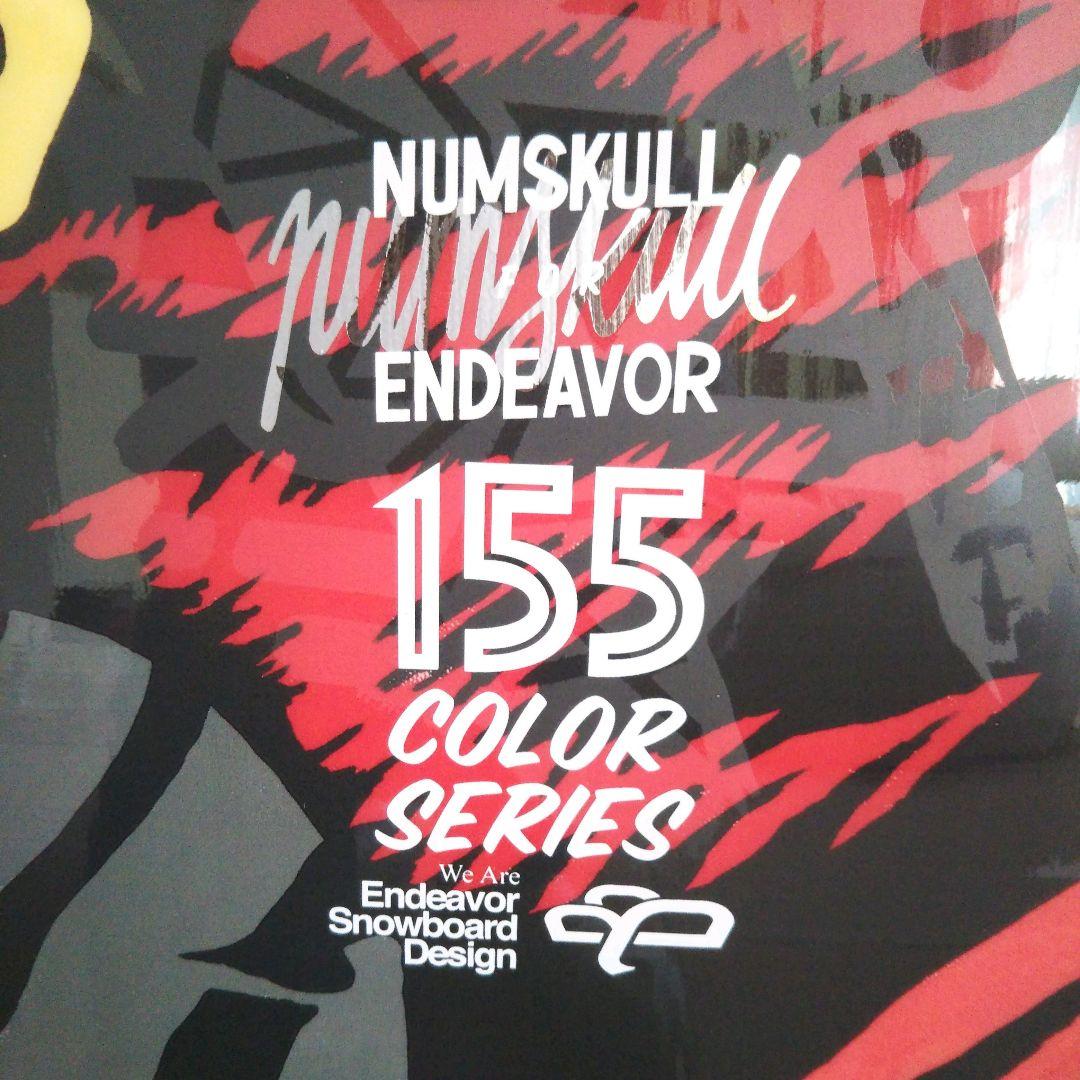 NUMSKULL
numskull
ENDEAVOR
155
COLOR
SERIES
We Are
Endeavor
Snowboard
Design